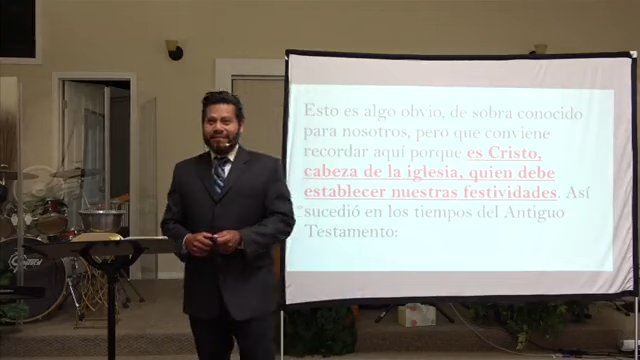 Esto es algo obvio, de sobra conocido
para nosotros, pero que conviene
recordar aquí porque es Cristo,
cabeza de la iglesia, quien debe
establecer nuestras festividades. Así
sucedió en los tiempos del Antiguo
Testamento: